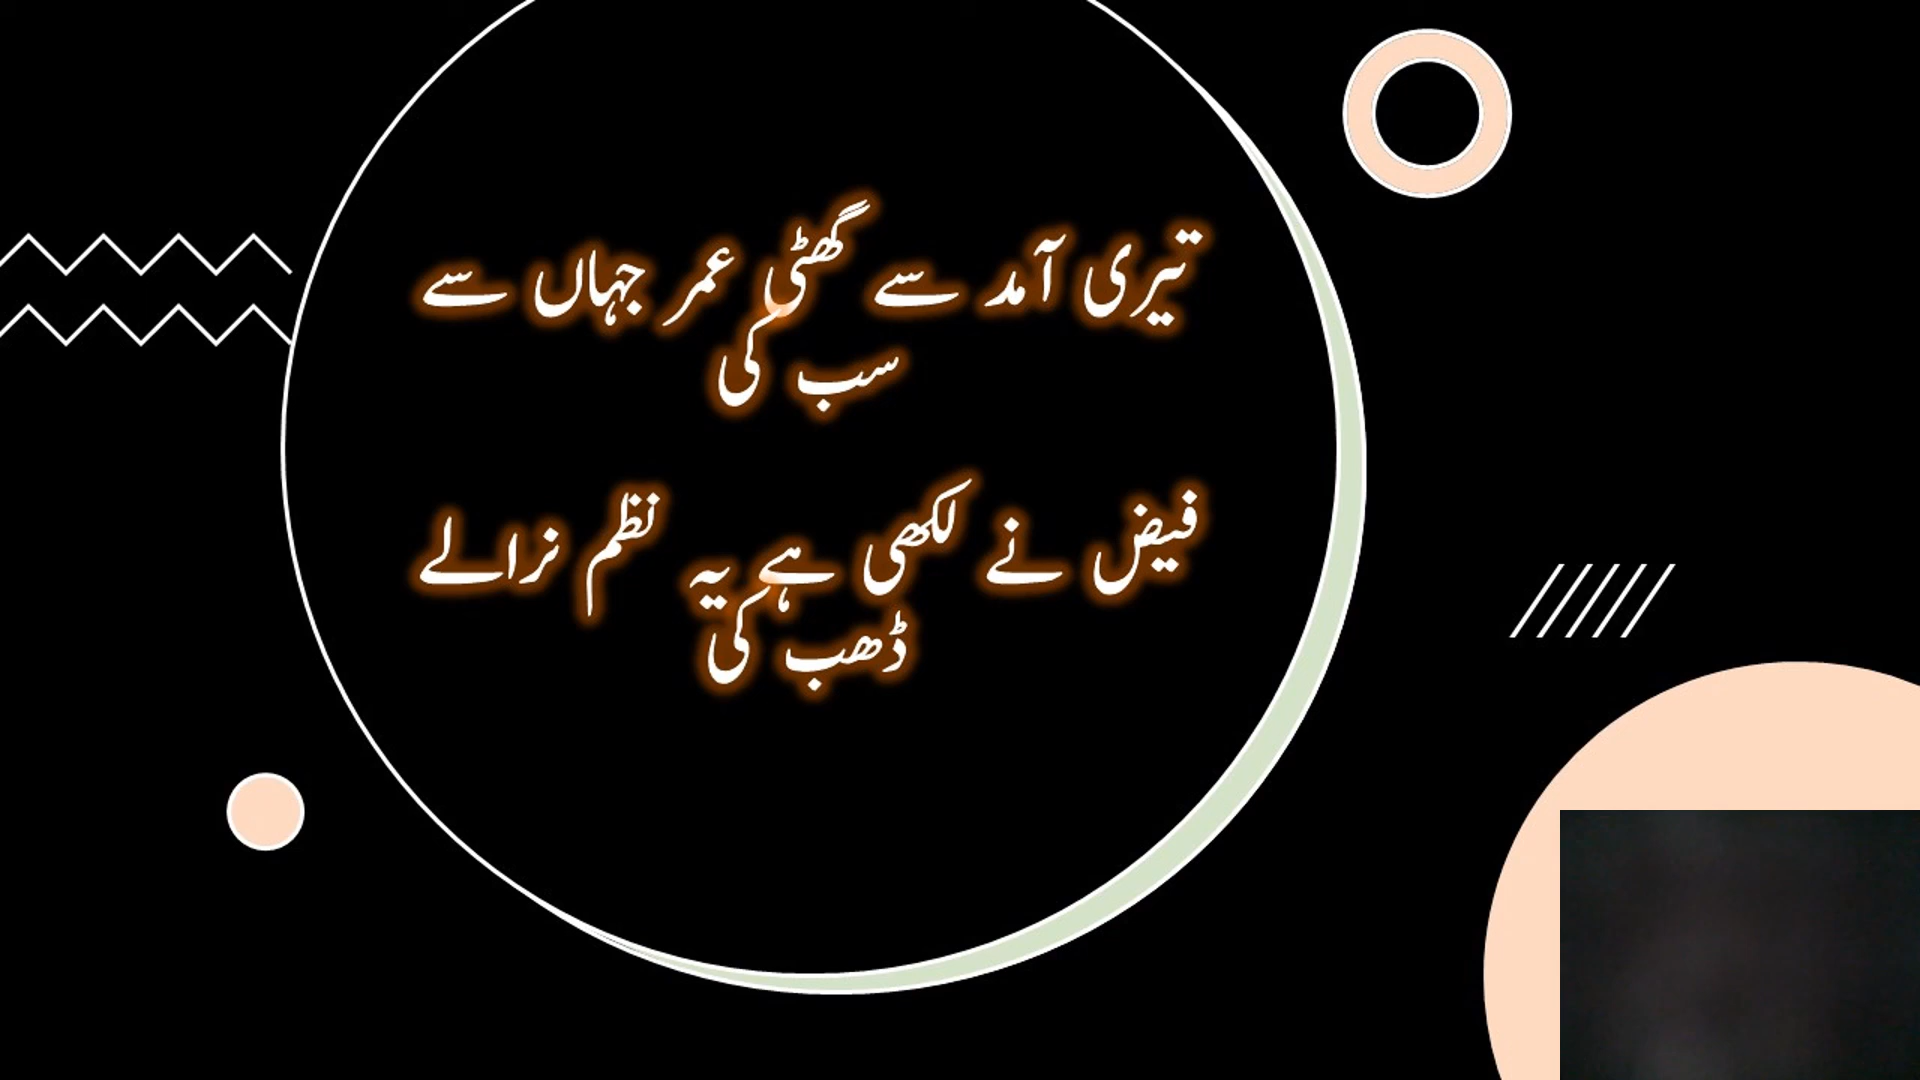 تیری آمد سے گھٹی عمر جہاں سے
سب کی
فیض نے لکھی ہے یہ نظم نرالے
ڈھب کی